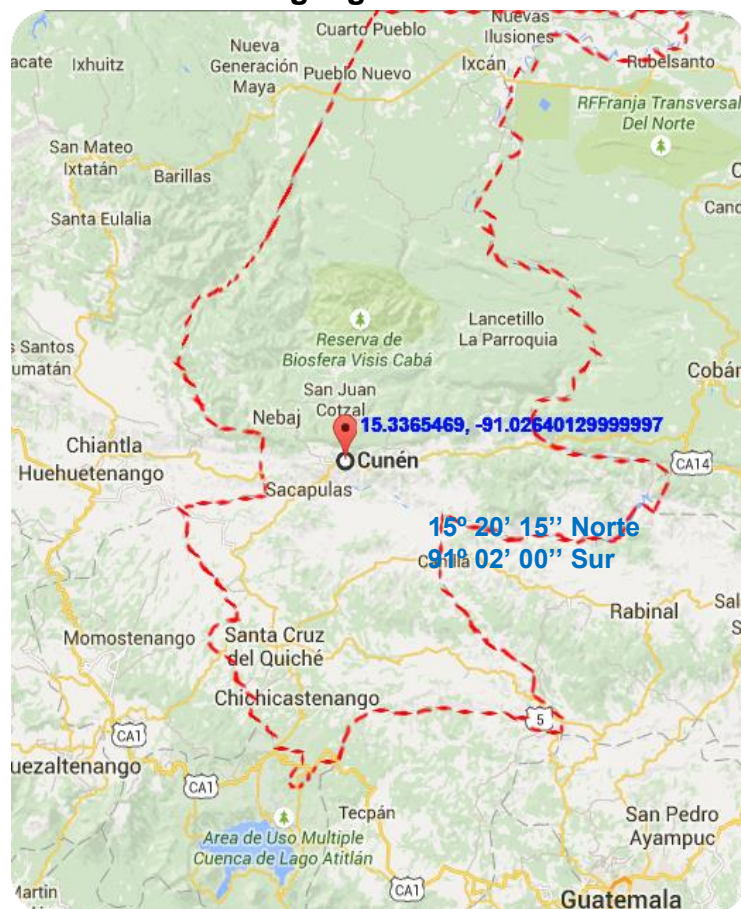 Cuarto Pueblo
Nuevas
Ilusiones
Nueva
Generación
Maya
Pueblo Nuevo
Ixcán
Rubelsanto
acate
Ixhuitz
RFFranja Transversal
Del Norte
San Mateo
Ixtatán
Barillas
Santa Eulalia
C
Canc
Reserva de
Biosfera Visis Cabá
Lancetillo
La Parroquia
s Santos
umatán
Cobán
San Juan
Cotzal
Nebaj
15.3365469, -91.02640129999997
Chiantla
Cunén
CA14
Huehuetenango
Sacapulas
15º 20’ 15’’ Norte
91º 02’ 00’’ Sur
Rabinal
Sal
S
Momostenango
Santa Cruz
del Quiché
Chichicastenango
5
CA1
uezaltenango
CA1
Tecpán
San Pedro
Ayampuc
Area de Uso Multiple
Cuenca de Lago Atitlán
Martin
CA1
Guatemala